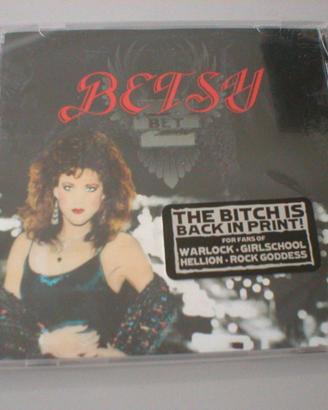 BETSY
BET
THE BITCH IS
BACK IN PRINT!
FOR FANS OF
WARLOCK • GIRLSCHOOL
HELLION • ROCK GODDESS